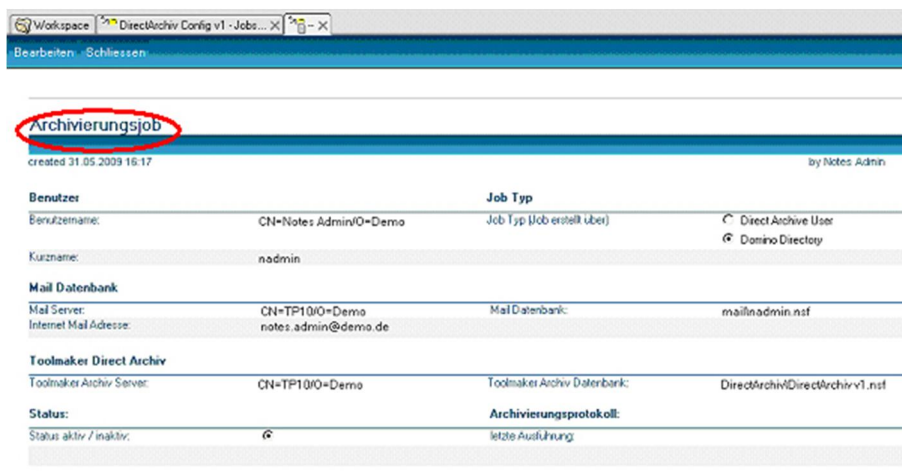 Workspace DirectArchiv Config v1 - Jobs... -
Bearbeiten Schliessen
Archivierungsjob
created 31.05.2009 16:17 by Notes Admin
Benutzer Job Typ
Benutzername: CN=Notes Admin/O=Demo Job Typ (Job erstellt über) Direct Archive User
Domino Directory
Kurzname: nadmin
Mail Datenbank
Mail Server: CN=TP10/O=Demo Mail Datenbank: mail\nadmin.nsf
Internet Mail Adresse: notes.admin@demo.de
Toolmaker Direct Archiv
Toolmaker Archiv Server: CN=TP10/O=Demo Toolmaker Archiv Datenbank: DirectArchiv\DirectArchiv v1.nsf
Status: Archivierungsprotokoll:
Status aktiv / inaktiv: letzte Ausführung: